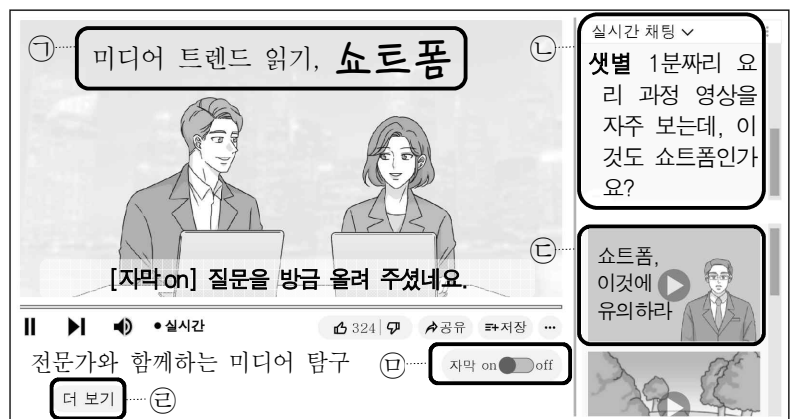 ㉠
미디어 트렌드 읽기, 쇼트폼
[자막on] 질문을 방금 올려 주셨네요.
● 실시간
324
공유
저장
전문가와 함께하는 미디어 탐구
㉤
자막 on off
더 보기
㉣
㉡
실시간 채팅
샛별 1분짜리 요
리 과정 영상을
자주 보는데, 이
것도 쇼트폼인가
요?
㉢
쇼트폼,
이것에
유의하라